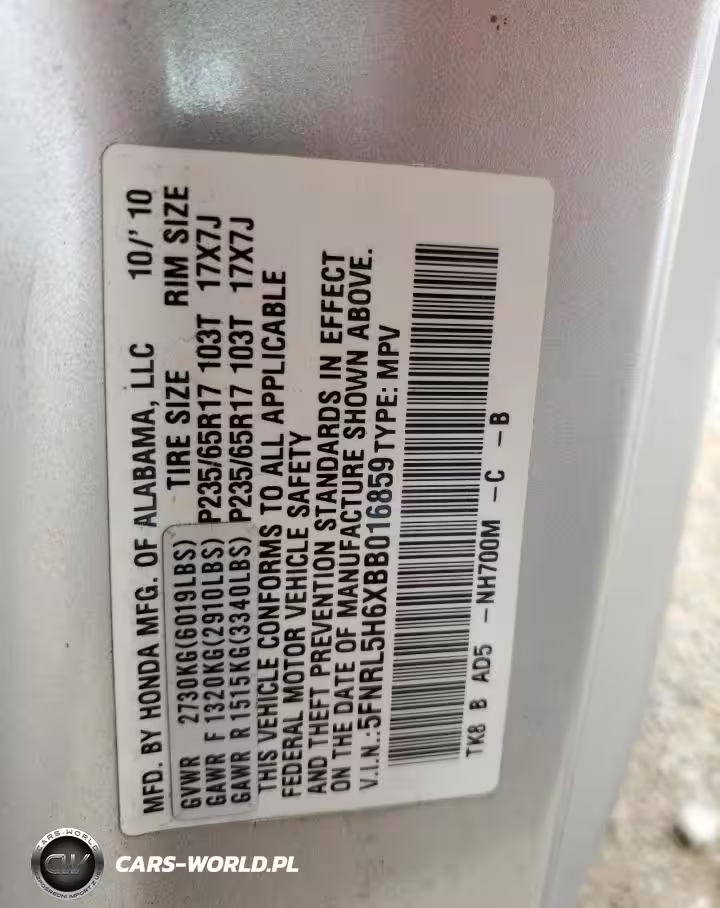 MFD. BY HONDA MFG. OF ALABAMA, LLC 10/'10
GVWR 2730KG(6019LBS) TIRE SIZE RIM SIZE
GAWR F 1320KG(2910LBS) P235/65R17 103T 17X7J
GAWR R 1515KG(3340LBS) P235/65R17 103T 17X7J
THIS VEHICLE CONFORMS TO ALL APPLICABLE
FEDERAL MOTOR VEHICLE SAFETY
AND THEFT PREVENTION STANDARDS IN EFFECT
ON THE DATE OF MANUFACTURE SHOWN ABOVE.
V.I.N.:5FNRL5H6XBB016859 TYPE: MPV
TK8 B AD5 -NH700M -C -B
CARS-WORLD
CW
CARS-WORLD.PL